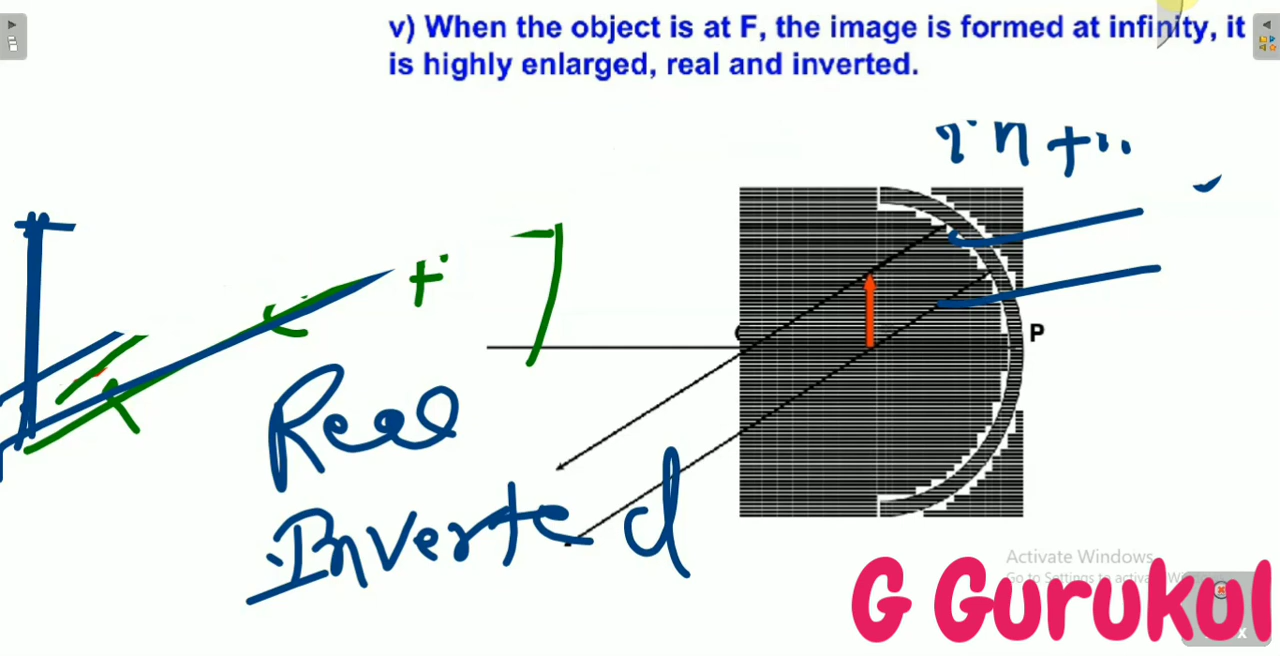 v) When the object is at F, the image is formed at infinity, it
is highly enlarged, real and inverted.
P
Real
Inverted
Activate Windows
G Gurukul